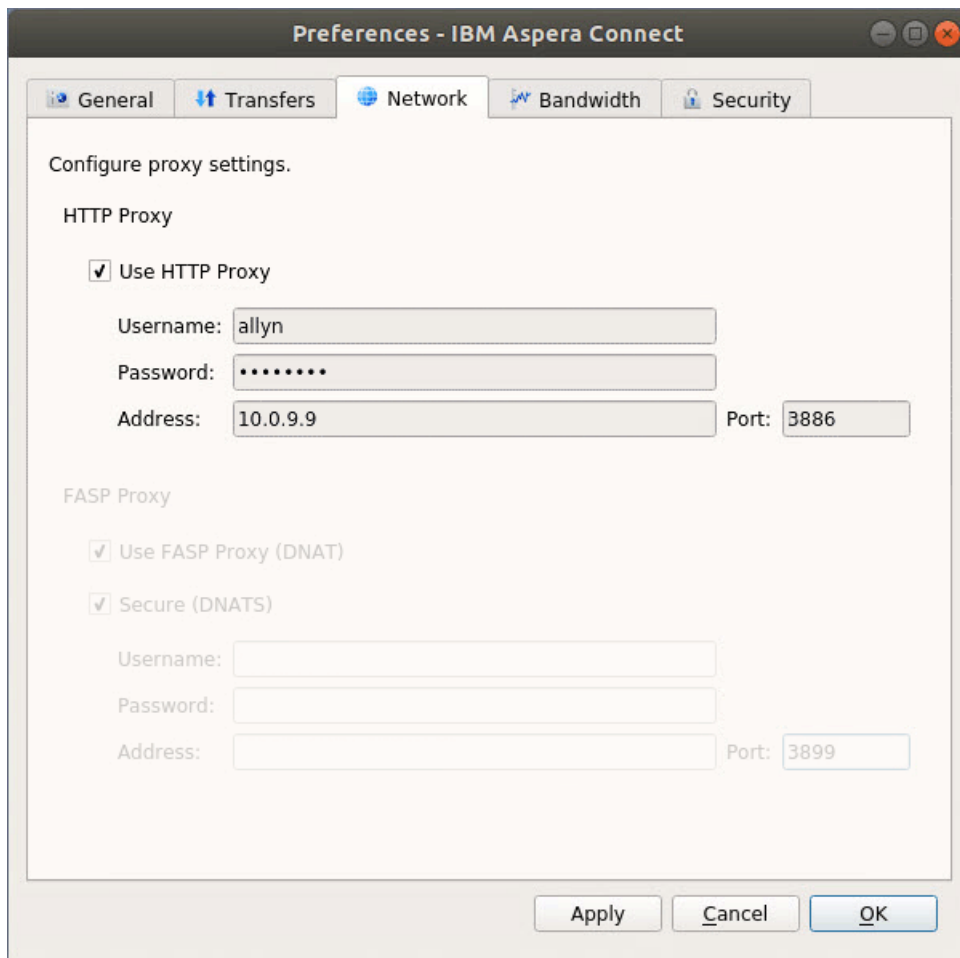 Preferences - IBM Aspera Connect
General Transfers Network Bandwidth Security
Configure proxy settings.
HTTP Proxy
Use HTTP Proxy
Username: allyn
Password: ••••••••
Address: 10.0.9.9 Port: 3886
FASP Proxy
Use FASP Proxy (DNAT)
Secure (DNATS)
Username:
Password:
Address: Port: 3899
Apply Cancel OK